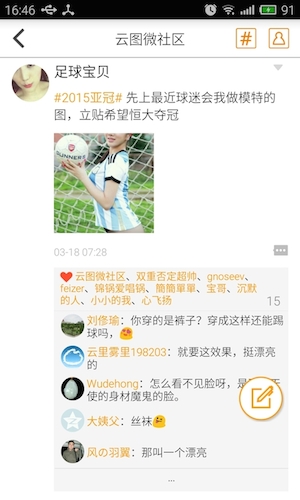 16:46
91
云图微社区
#
足球宝贝
#2015亚冠# 先上最近球迷会我做模特的
图，立贴希望恒大夺冠
GUNNERS
03-18 07:28
云图微社区、双重否定超帅、gnoseev、
feizer、锦锅爱唱锅、簡簡單單、宝哥、沉默
的人、小小的我、心飞扬
15
刘修瑜：你穿的是裤子？穿成这样还能踢
球吗，
云里雾里198203：就要这效果，挺漂亮
的
Wudehong：怎么看不见脸呀，是
使的身材魔鬼的脸。
大姨父：丝袜
风の羽翼：那叫一个漂亮
...